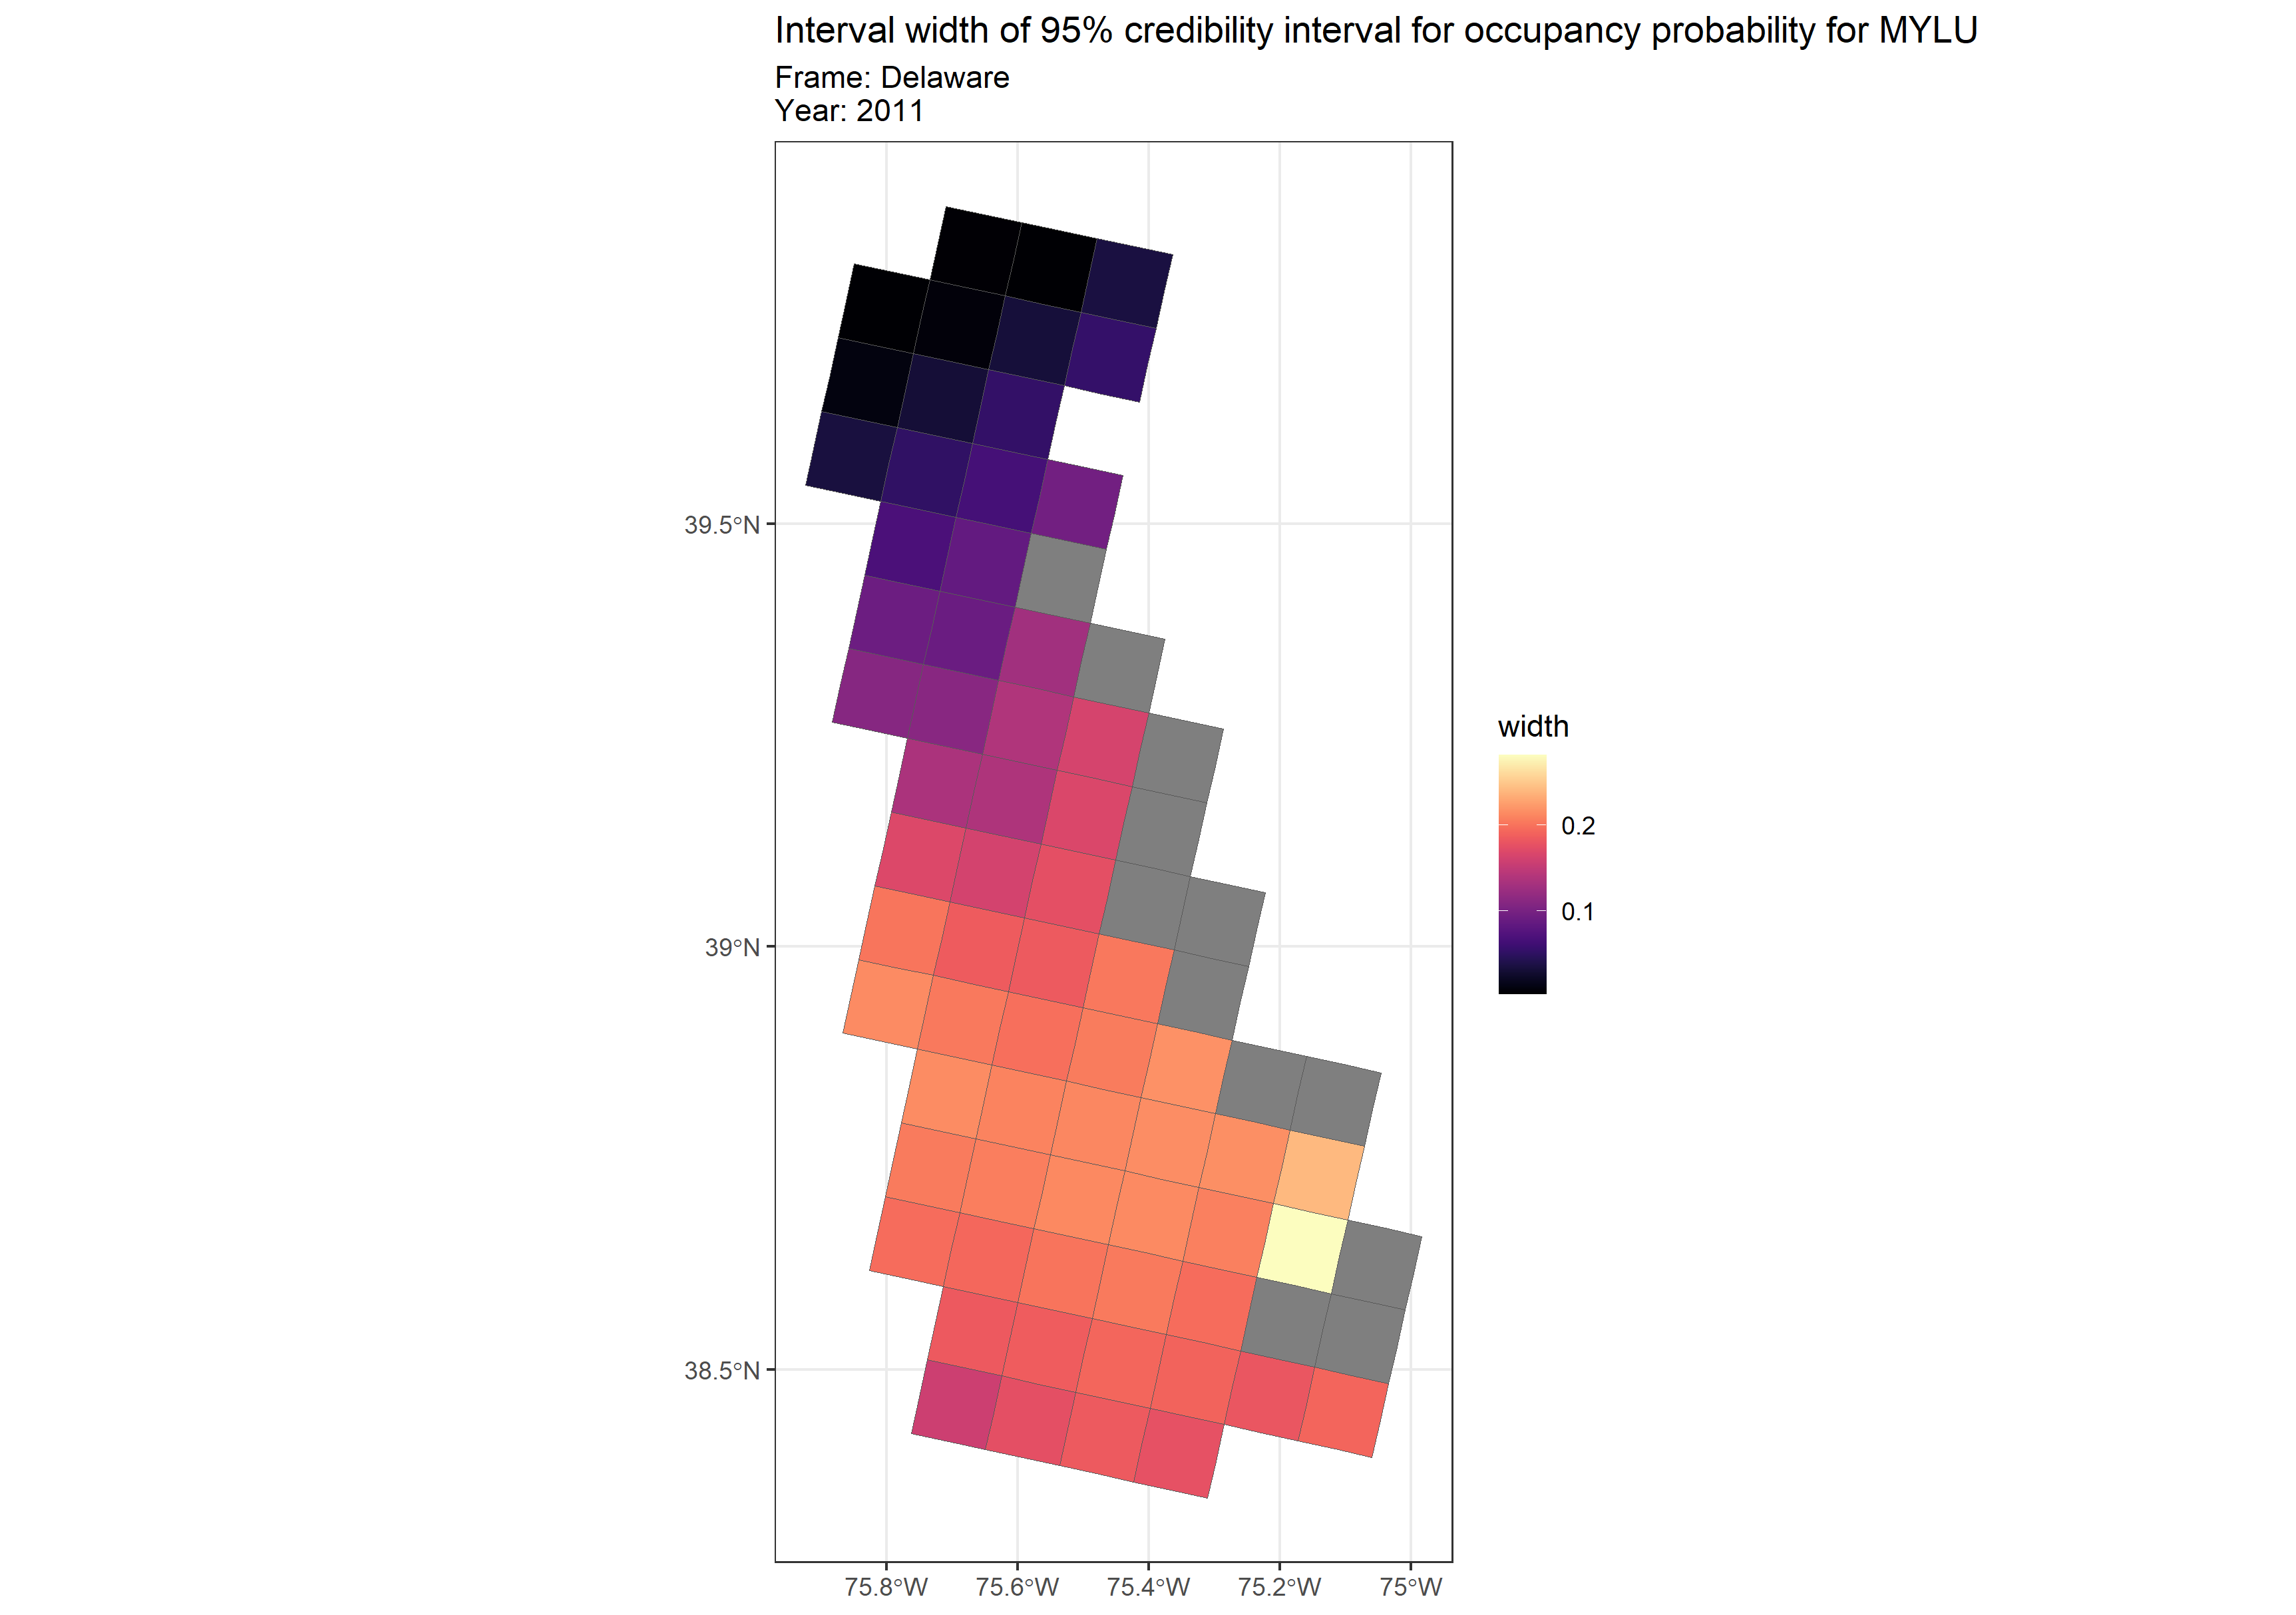 Interval width of 95% credibility interval for occupancy probability for MYLU
Frame: Delaware
Year: 2011
39.5°N
39°N
38.5°N
75.8°W
75.6°W
75.4°W
75.2°W
75°W
width
0.2
0.1